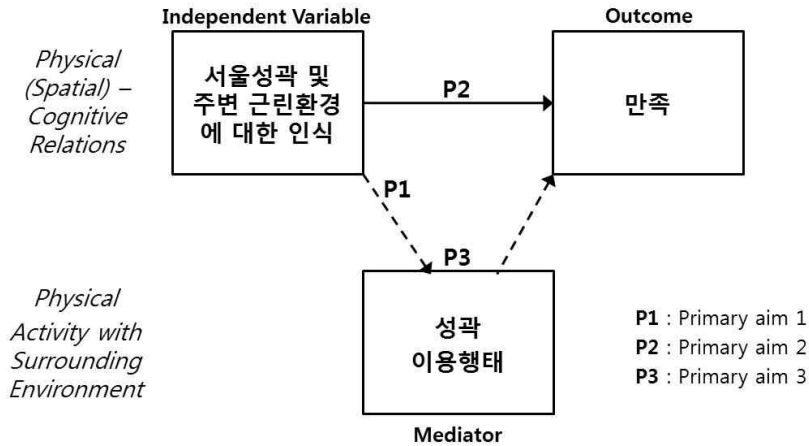 Independent Variable
Outcome
Physical
(Spatial) –
Cognitive
Relations
서울성곽 및
주변 근린환경
에 대한 인식
P2
만족
P1
P3
Physical
Activity with
Surrounding
Environment
성곽
이용행태
P1 : Primary aim 1
P2 : Primary aim 2
P3 : Primary aim 3
Mediator